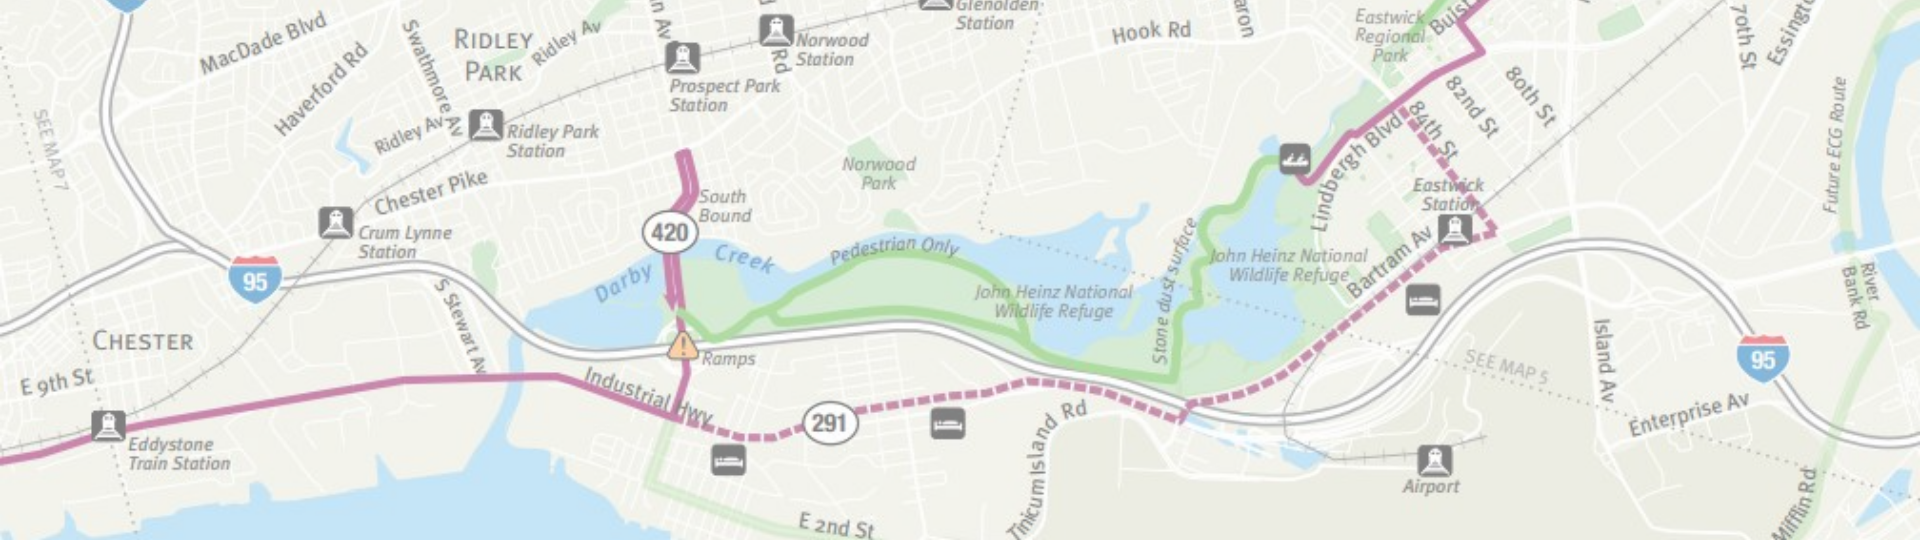 Glenolden
Station
MacDade Blvd
Haverford Rd
Swathmore Av
RIDLEY
PARK
Ridley Av
Norwood
Station
Rd
Prospect Park
Station
Hook Rd
Eastwick
Regional
Park
70th St
SEE MAP 7
Ridley Av
Ridley Park
Station
Norwood
Park
82nd St
80th St
84th St
Lindbergh Blvd
Future ECG Route
Chester Pike
Crum Lynne
Station
South
Bound
420
Eastwick
Station
Bartram Av
95
S Stewart Av
Darby
Creek
Pedestrian Only
John Heinz National
Wildlife Refuge
Stone dust surface
John Heinz National
Wildlife Refuge
River
Bank Rd
CHESTER
E 9th St
Ramps
Industrial Hwy
291
Tinicum Island Rd
SEE MAP 5
Island Av
95
Enterprise Av
Eddystone
Train Station
E 2nd St
Airport
Mifflin Rd